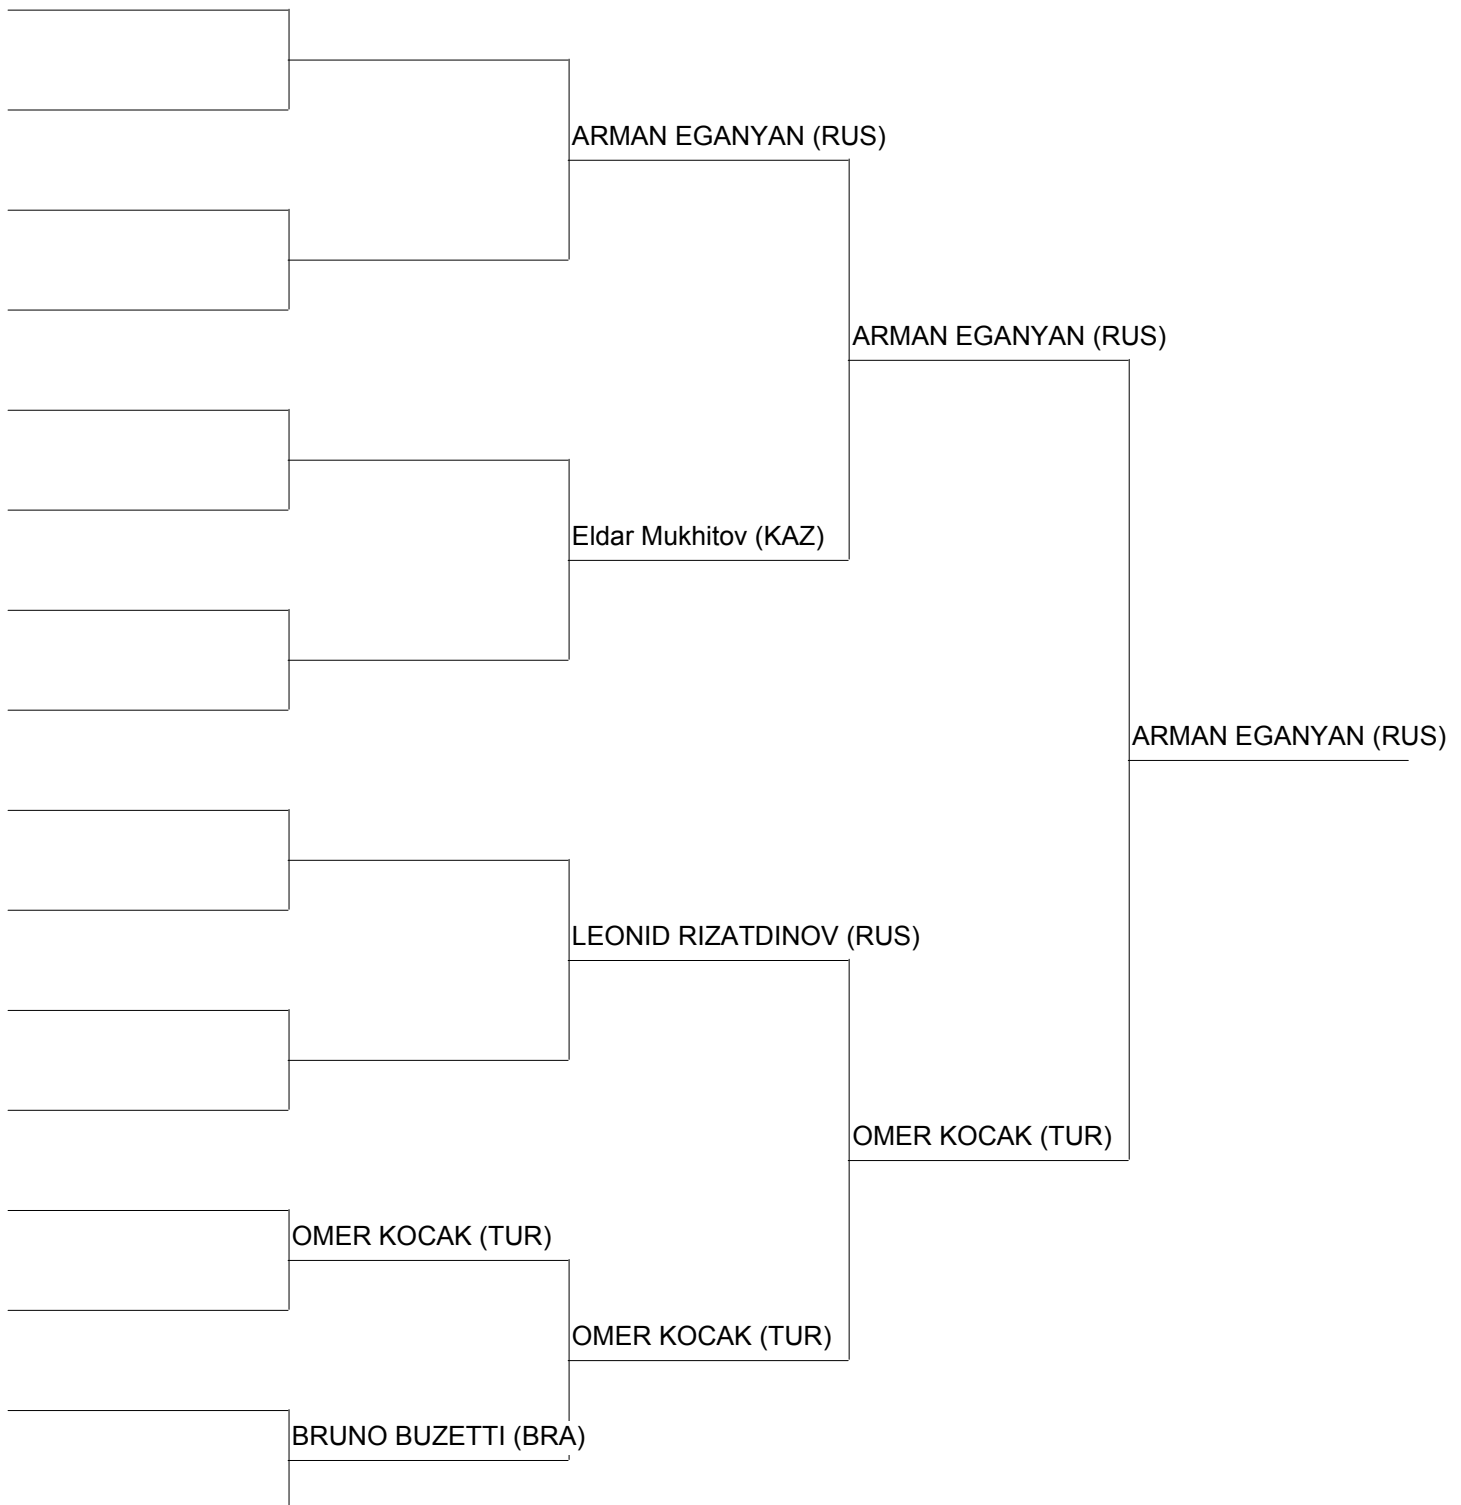 ARMAN EGANYAN (RUS)
ARMAN EGANYAN (RUS)
Eldar Mukhitov (KAZ)
ARMAN EGANYAN (RUS)
LEONID RIZATDINOV (RUS)
OMER KOCAK (TUR)
OMER KOCAK (TUR)
OMER KOCAK (TUR)
BRUNO BUZETTI (BRA)